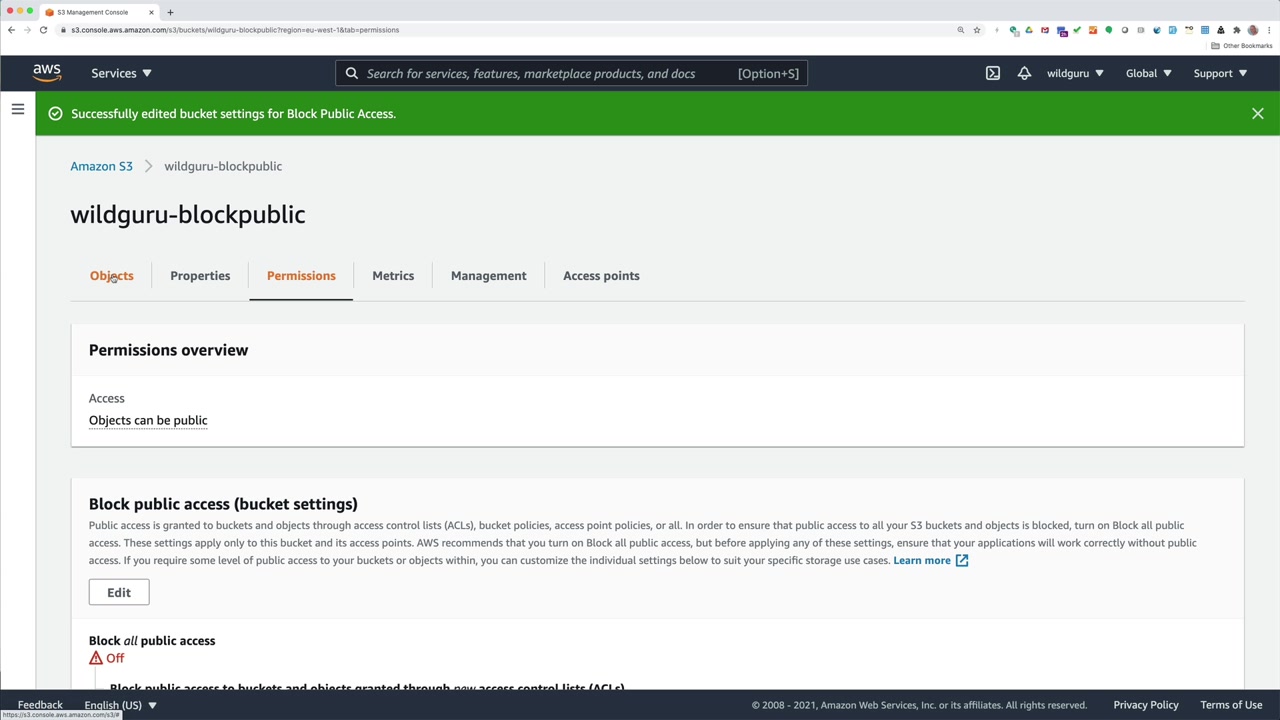 S3 Management Console
s3.console.aws.amazon.com/s3/buckets/wildguru-blockpublic?region=eu-west-1&tab=permissions
Other Bookmarks
aws
Services
Search for services, features, marketplace products, and docs
[Option+S]
wildguru
Global
Support
Successfully edited bucket settings for Block Public Access.
Amazon S3
wildguru-blockpublic
wildguru-blockpublic
Objects
Properties
Permissions
Metrics
Management
Access points
Permissions overview
Access
Objects can be public
Block public access (bucket settings)
Public access is granted to buckets and objects through access control lists (ACLs), bucket policies, access point policies, or all. In order to ensure that public access to all your S3 buckets and objects is blocked, turn on Block all public
access. These settings apply only to this bucket and its access points. AWS recommends that you turn on Block all public access, but before applying any of these settings, ensure that your applications will work correctly without public
access. If you require some level of public access to your buckets or objects within, you can customize the individual settings below to suit your specific storage use cases. Learn more
Edit
Block all public access
Off
Block public access to buckets and objects granted through new access control lists (ACLs)
Feedback
English (US)
© 2008 - 2021, Amazon Web Services, Inc. or its affiliates. All rights reserved.
Privacy Policy
Terms of Use
https://s3.console.aws.amazon.com/s3/#